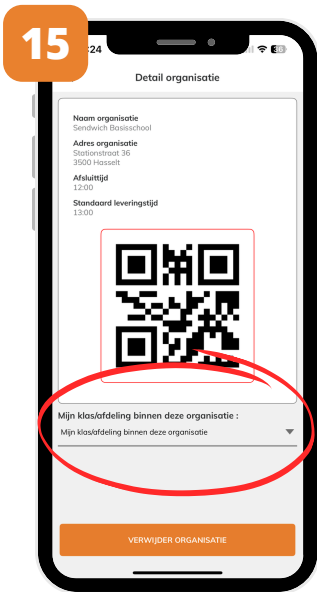 15
:24
Detail organisatie
Naam organisatie
Sendwich Basisschool
Adres organisatie
Stationstraat 36
3500 Hasselt
Afsluittijd
12:00
Standaard leveringstijd
13:00
Mijn klas/afdeling binnen deze organisatie :
Mijn klas/afdeling binnen deze organisatie
VERWIJDER ORGANISATIE